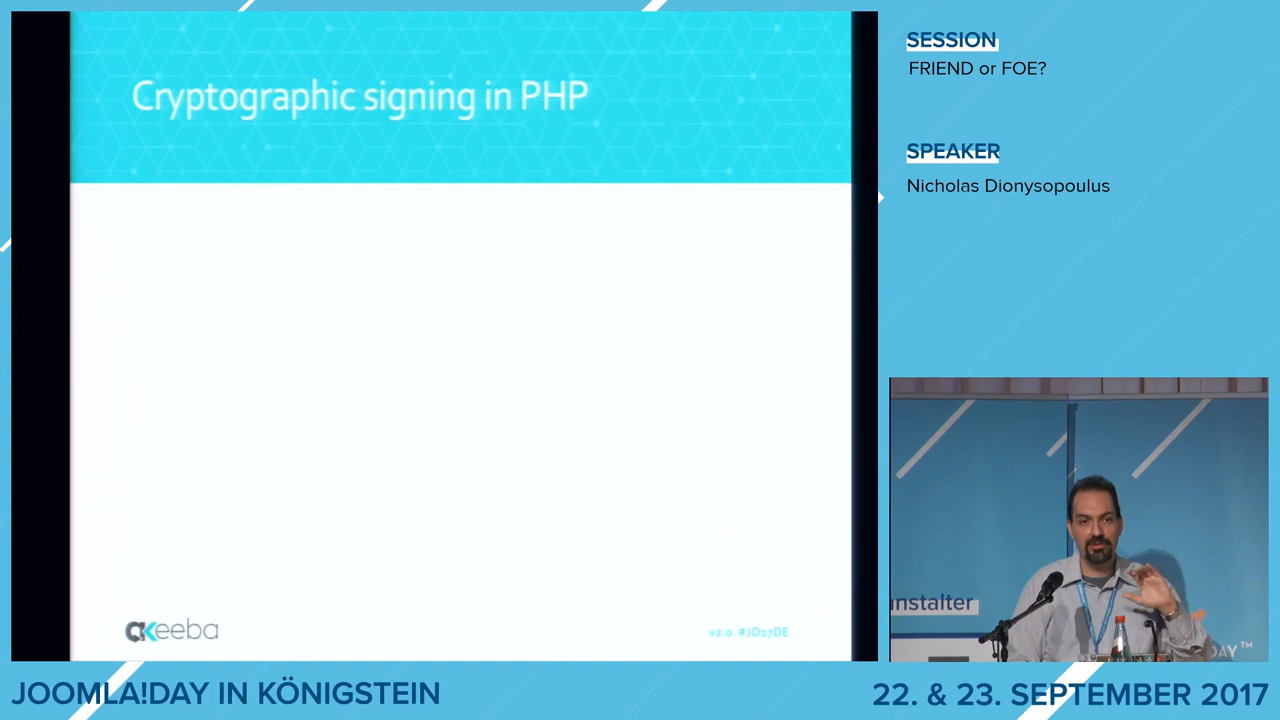 Cryptographic signing in PHP
akeeba
v2.0 #JD17DE
SESSION
FRIEND or FOE?
SPEAKER
Nicholas Dionysopoulus
nstalter
DAY™
JOOMLA!DAY IN KÖNIGSTEIN
22. & 23. SEPTEMBER 2017